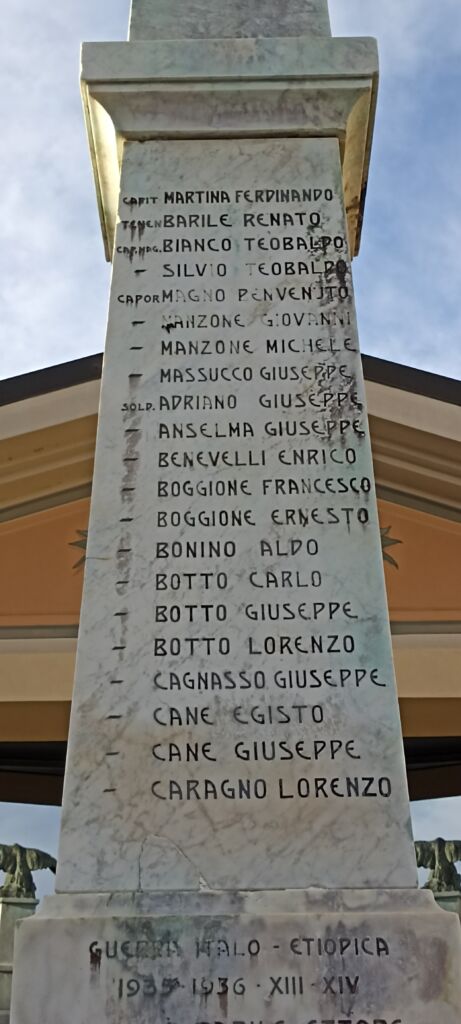 CAPIT MARTINA FERDINANDO
TENEN BARILE RENATO
CAP.MAG. BIANCO TEOBALDO
– SILVIO TEOBALDO
CAPOR MAGNO BENVENUTO
– MANZONE GIOVANNI
– MANZONE MICHELE
– MASSUCCO GIUSEPPE
SOLD. ADRIANO GIUSEPPE
– ANSELMA GIUSEPPE
– BENEVELLI ENRICO
– BOGGIONE FRANCESCO
– BOGGIONE ERNESTO
– BONINO ALDO
– BOTTO CARLO
– BOTTO GIUSEPPE
– BOTTO LORENZO
– CAGNASSO GIUSEPPE
– CANE EGISTO
– CANE GIUSEPPE
– CARAGNO LORENZO
GUERRA ITALO - ETIOPICA
1935-1936 · XIII - XIV
ETTORE